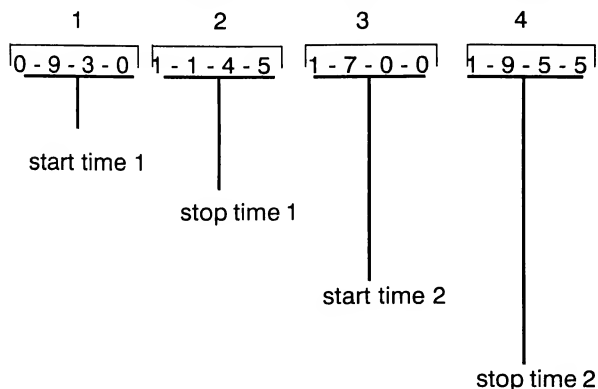 1 2 3 4
0 - 9 - 3 - 0 1 - 1 - 4 - 5 1 - 7 - 0 - 0 1 - 9 - 5 - 5
start time 1
stop time 1
start time 2
stop time 2